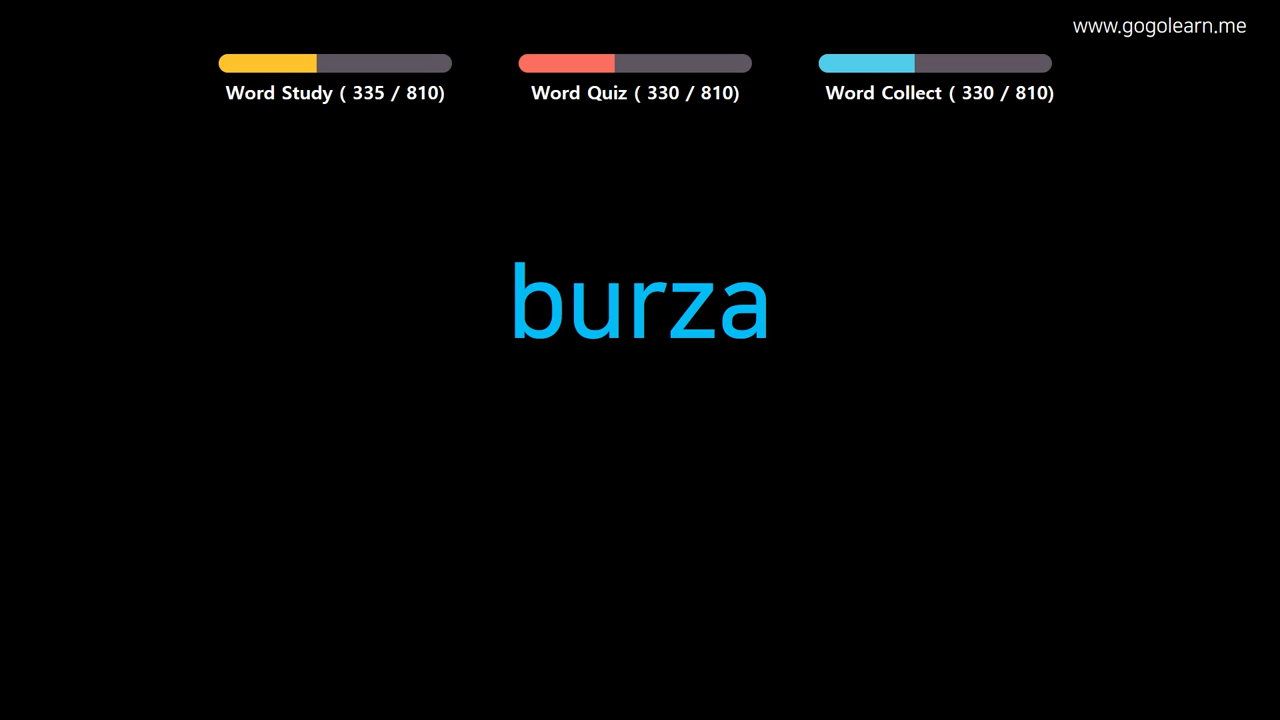 www.gogolearn.me
Word Study ( 335 / 810)
Word Quiz ( 330 / 810)
Word Collect ( 330 / 810)
burza